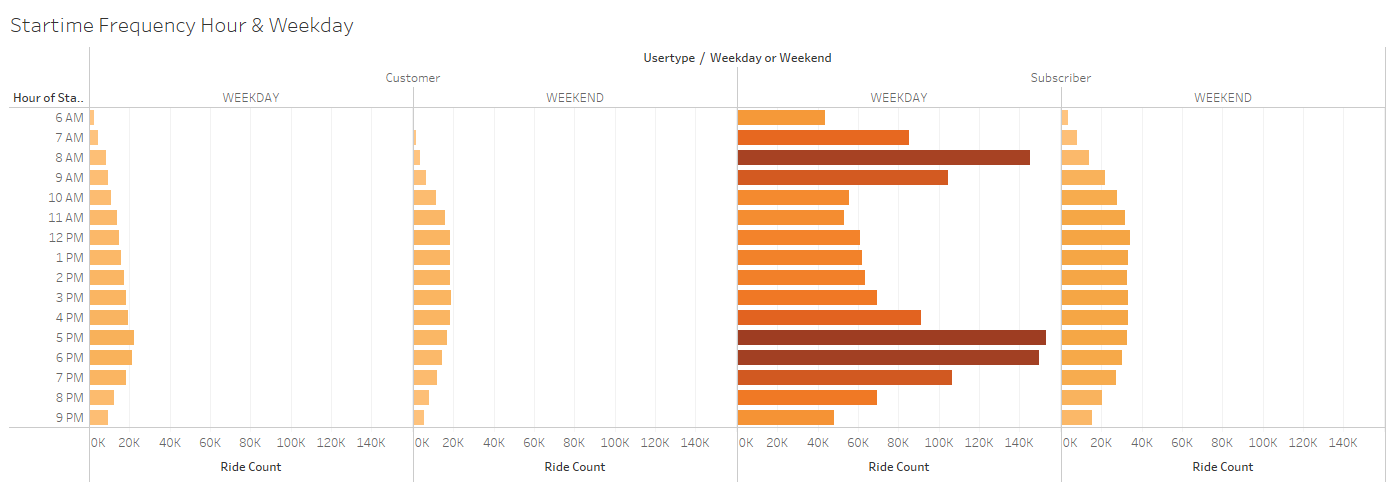 Startime Frequency Hour & Weekday
Usertype / Weekday or Weekend
Customer Subscriber
Hour of Sta.. WEEKDAY WEEKEND WEEKDAY WEEKEND
6 AM
7 AM
8 AM
9 AM
10 AM
11 AM
12 PM
1 PM
2 PM
3 PM
4 PM
5 PM
6 PM
7 PM
8 PM
9 PM
0K 20K 40K 60K 80K 100K 120K 140K 0K 20K 40K 60K 80K 100K 120K 140K 0K 20K 40K 60K 80K 100K 120K 140K 0K 20K 40K 60K 80K 100K 120K 140K
Ride Count Ride Count Ride Count Ride Count